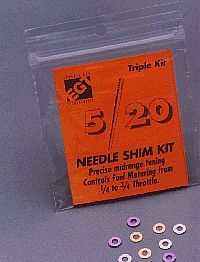 Triple Kit
EGI
5/20
NEEDLE SHIM KIT
Precise midrange tuning
Controls Fuel Metering from
1/4 to 3/4 Throttle.